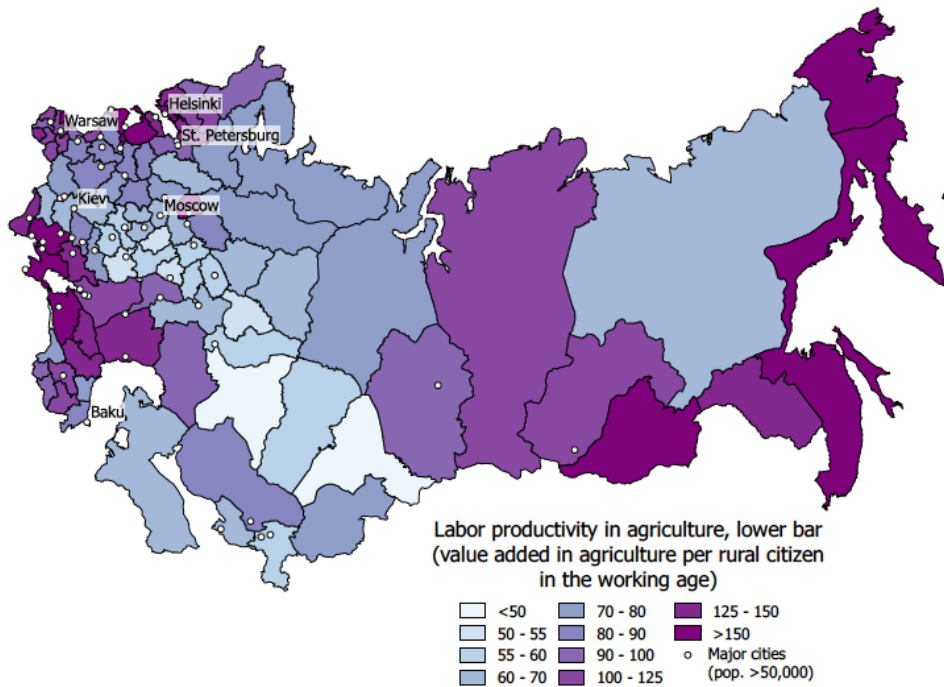 Helsinki
Warsaw
St. Petersburg
Kiev
Moscow
Baku
Labor productivity in agriculture, lower bar
(value added in agriculture per rural citizen
in the working age)
<50
70 - 80
125 - 150
50 - 55
80 - 90
>150
55 - 60
90 - 100
Major cities
(pop. >50,000)
60 - 70
100 - 125